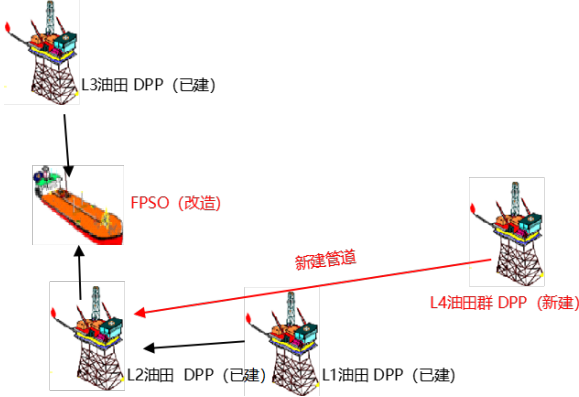 L3油田 DPP（已建）
FPSO（改造）
新建管道
L4油田群 DPP（新建）
L2油田  DPP（已建）
L1油田 DPP（已建）